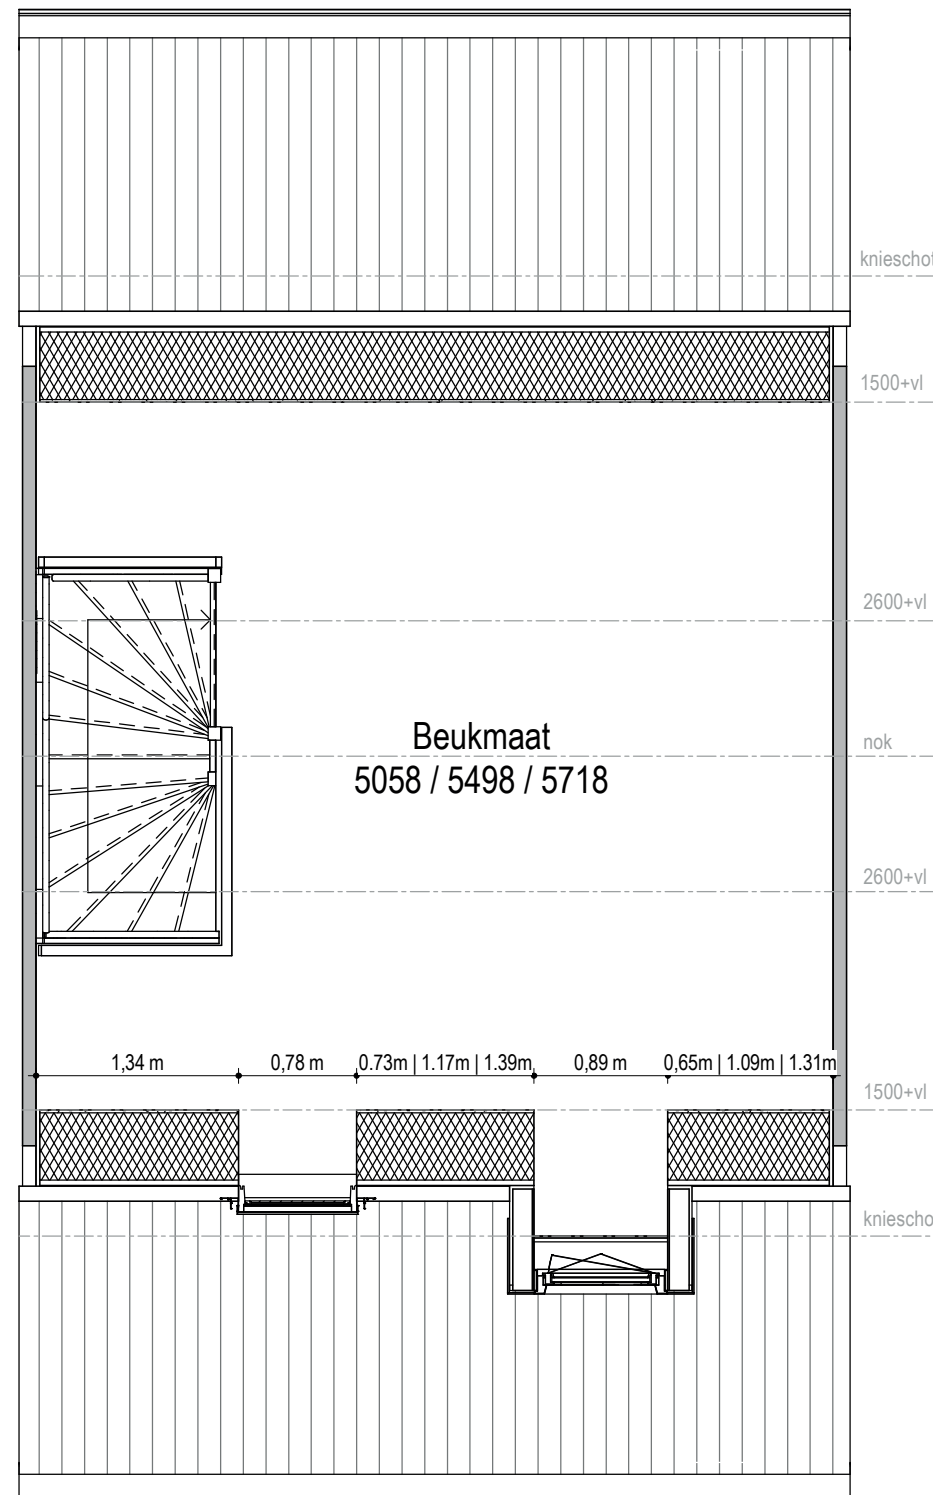 knieschot
1500+vl
2600+vl
Beukmaat
nok
5058 / 5498 / 5718
2600+vl
1,34 m
0,78 m
0.73m | 1.17m | 1.39m
0,89 m
0,65m | 1.09m | 1.31m
1500+vl
kniescho